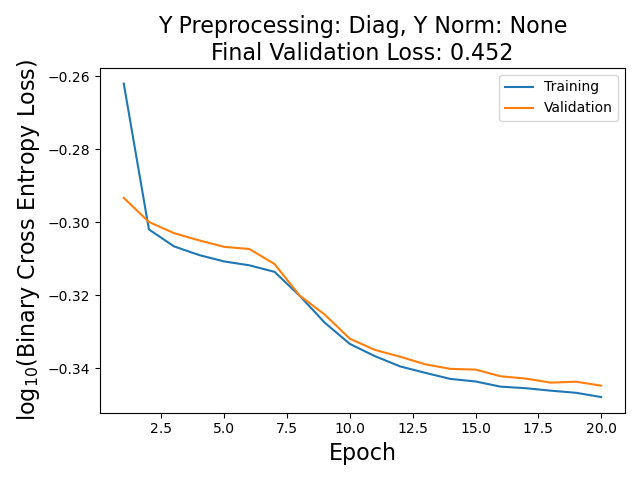 Y Preprocessing: Diag, Y Norm: None
Final Validation Loss: 0.452
log₁₀(Binary Cross Entropy Loss)
−0.26
−0.28
−0.30
−0.32
−0.34
Training
Validation
2.5 5.0 7.5 10.0 12.5 15.0 17.5 20.0
Epoch